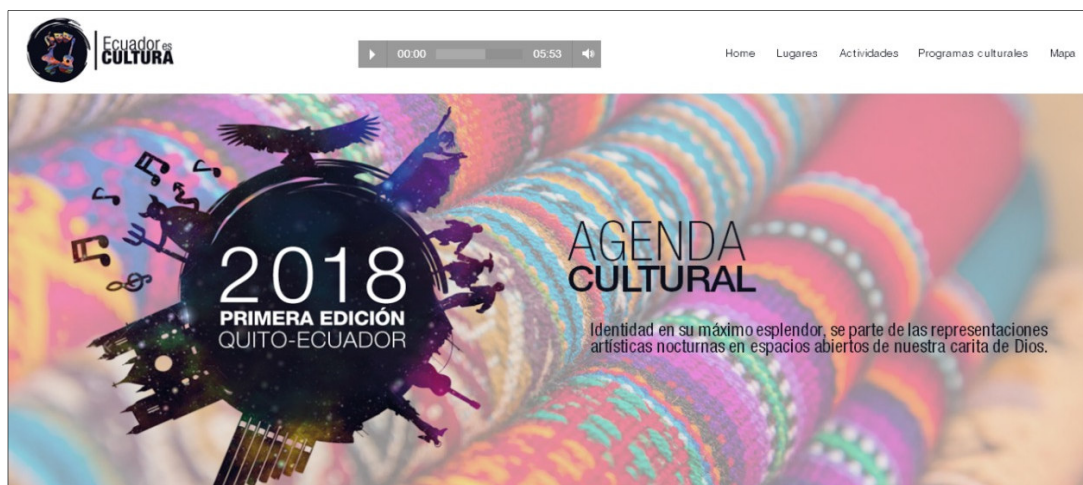 Ecuador es
CULTURA
00:00 05:53
Home Lugares Actividades Programas culturales Mapa
2018
PRIMERA EDICIÓN
QUITO-ECUADOR
AGENDA
CULTURAL
Identidad en su máximo esplendor, se parte de las representaciones
artísticas nocturnas en espacios abiertos de nuestra carita de Dios.